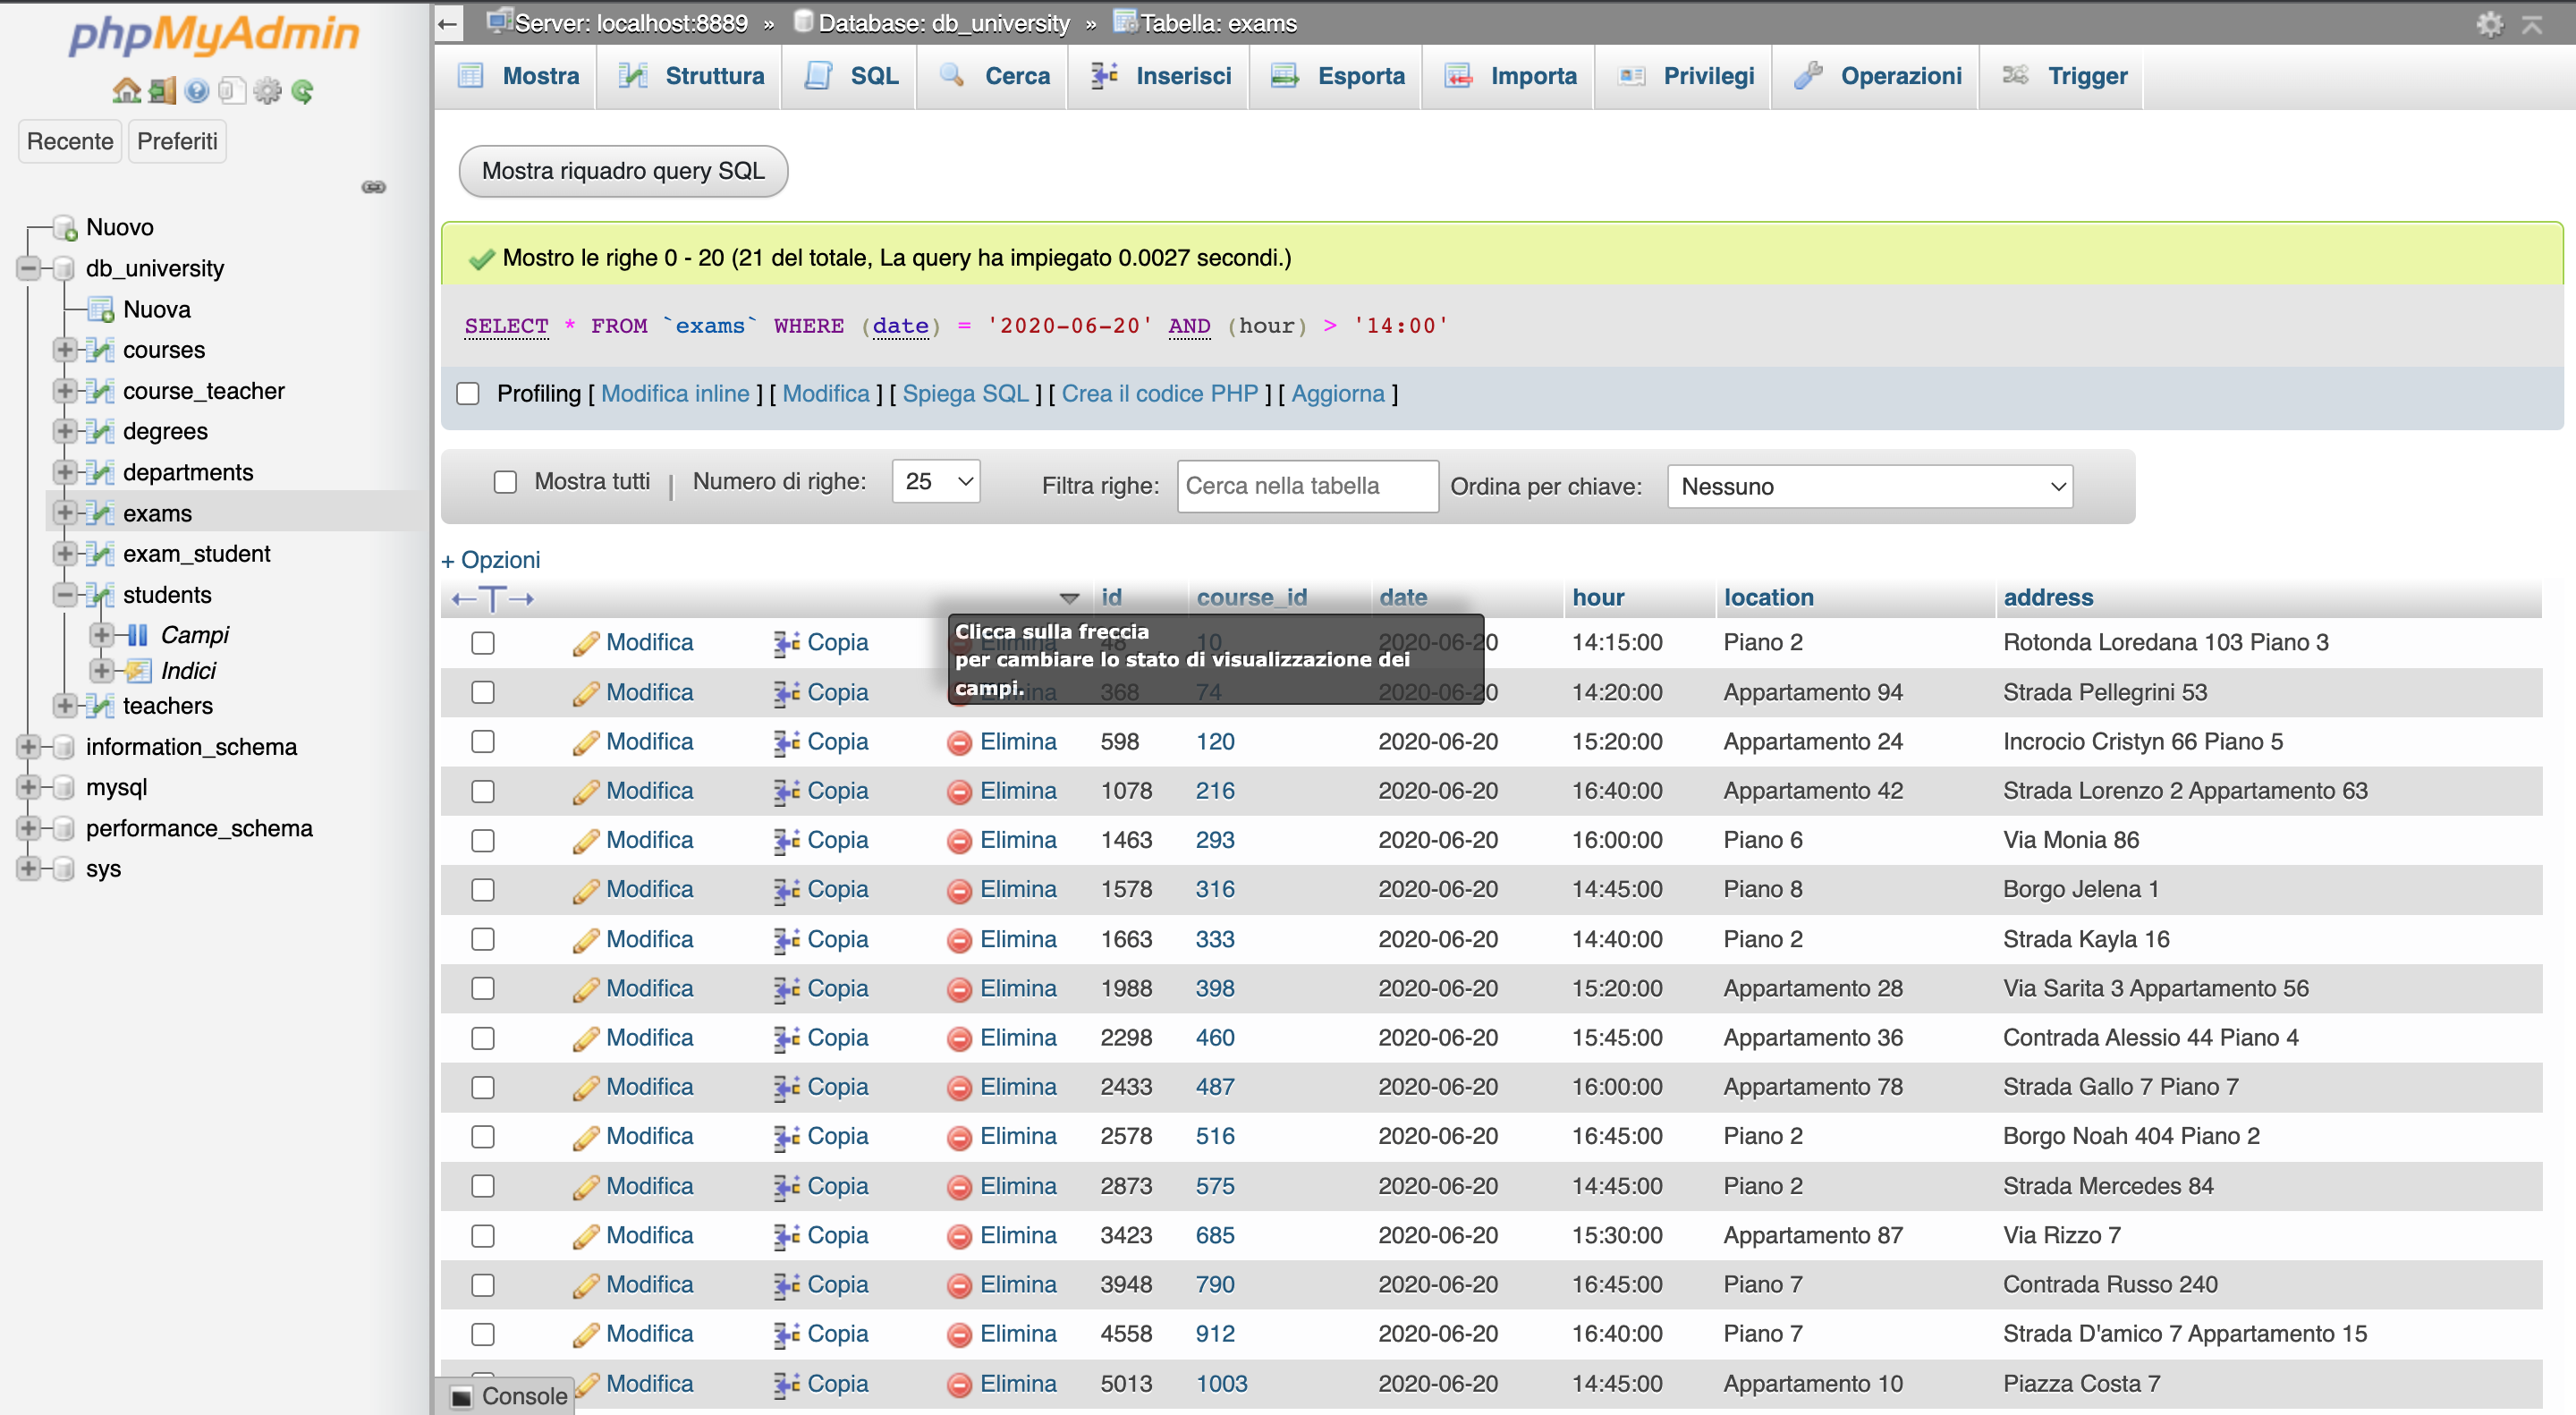 phpMyAdmin
Recente Preferiti
Nuovo
db_university
Nuova
courses
course_teacher
degrees
departments
exams
exam_student
students
Campi
Indici
teachers
information_schema
mysql
performance_schema
sys
Server: localhost:8889 » Database: db_university » Tabella: exams
Mostra Struttura SQL Cerca Inserisci Esporta Importa Privilegi Operazioni Trigger
Mostra riquadro query SQL
Mostro le righe 0 - 20 (21 del totale, La query ha impiegato 0.0027 secondi.)
SELECT * FROM `exams` WHERE (date) = '2020-06-20' AND (hour) > '14:00'
Profiling [ Modifica inline ] [ Modifica ] [ Spiega SQL ] [ Crea il codice PHP ] [ Aggiorna ]
Mostra tutti | Numero di righe: 25 Filtra righe: Cerca nella tabella Ordina per chiave: Nessuno
+ Opzioni
←T→ id course_id date hour location address
Clicca sulla freccia
per cambiare lo stato di visualizzazione dei
campi.
Modifica Copia Elimina 48 10 2020-06-20 14:15:00 Piano 2 Rotonda Loredana 103 Piano 3
Modifica Copia Elimina 368 74 2020-06-20 14:20:00 Appartamento 94 Strada Pellegrini 53
Modifica Copia Elimina 598 120 2020-06-20 15:20:00 Appartamento 24 Incrocio Cristyn 66 Piano 5
Modifica Copia Elimina 1078 216 2020-06-20 16:40:00 Appartamento 42 Strada Lorenzo 2 Appartamento 63
Modifica Copia Elimina 1463 293 2020-06-20 16:00:00 Piano 6 Via Monia 86
Modifica Copia Elimina 1578 316 2020-06-20 14:45:00 Piano 8 Borgo Jelena 1
Modifica Copia Elimina 1663 333 2020-06-20 14:40:00 Piano 2 Strada Kayla 16
Modifica Copia Elimina 1988 398 2020-06-20 15:20:00 Appartamento 28 Via Sarita 3 Appartamento 56
Modifica Copia Elimina 2298 460 2020-06-20 15:45:00 Appartamento 36 Contrada Alessio 44 Piano 4
Modifica Copia Elimina 2433 487 2020-06-20 16:00:00 Appartamento 78 Strada Gallo 7 Piano 7
Modifica Copia Elimina 2578 516 2020-06-20 16:45:00 Piano 2 Borgo Noah 404 Piano 2
Modifica Copia Elimina 2873 575 2020-06-20 14:45:00 Piano 2 Strada Mercedes 84
Modifica Copia Elimina 3423 685 2020-06-20 15:30:00 Appartamento 87 Via Rizzo 7
Modifica Copia Elimina 3948 790 2020-06-20 16:45:00 Piano 7 Contrada Russo 240
Modifica Copia Elimina 4558 912 2020-06-20 16:40:00 Piano 7 Strada D'amico 7 Appartamento 15
Modifica Copia Elimina 5013 1003 2020-06-20 14:45:00 Appartamento 10 Piazza Costa 7
Console